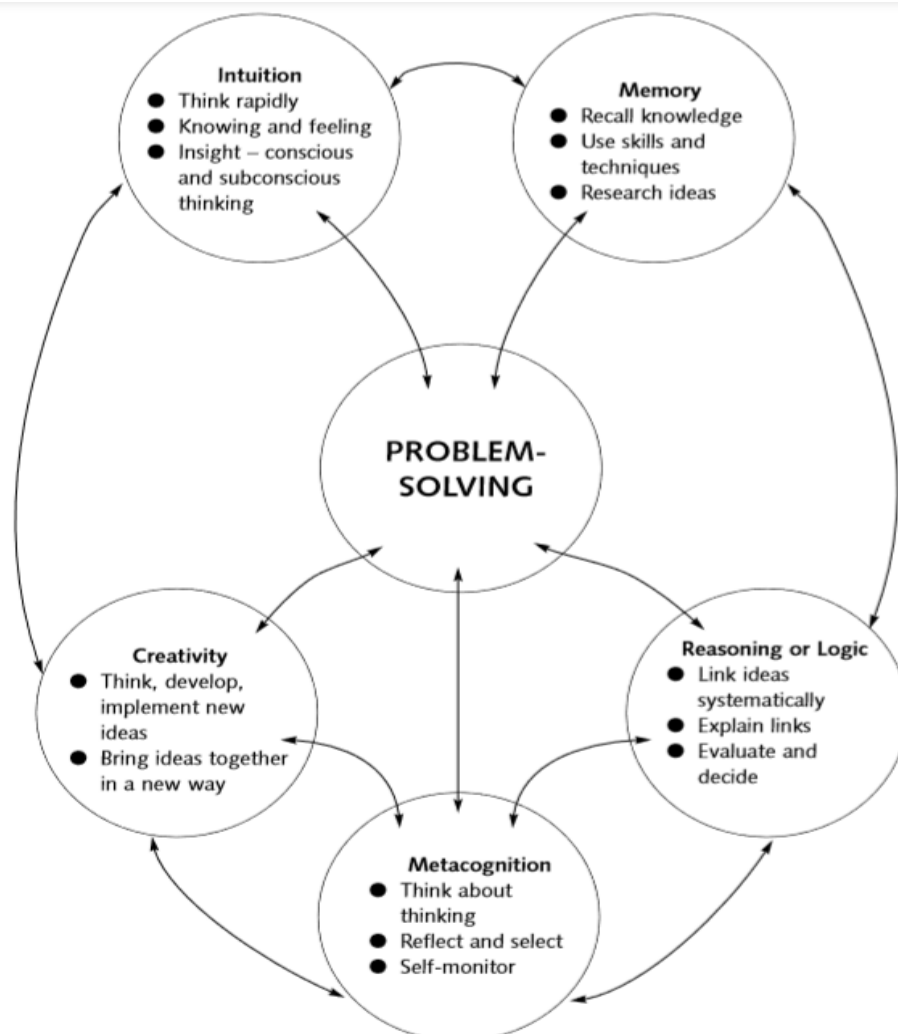 Intuition
● Think rapidly
● Knowing and feeling
● Insight – conscious
and subconscious
thinking
Memory
● Recall knowledge
● Use skills and
techniques
● Research ideas
PROBLEM-
SOLVING
Creativity
● Think, develop,
implement new
ideas
● Bring ideas together
in a new way
Reasoning or Logic
● Link ideas
systematically
● Explain links
● Evaluate and
decide
Metacognition
● Think about
thinking
● Reflect and select
● Self-monitor